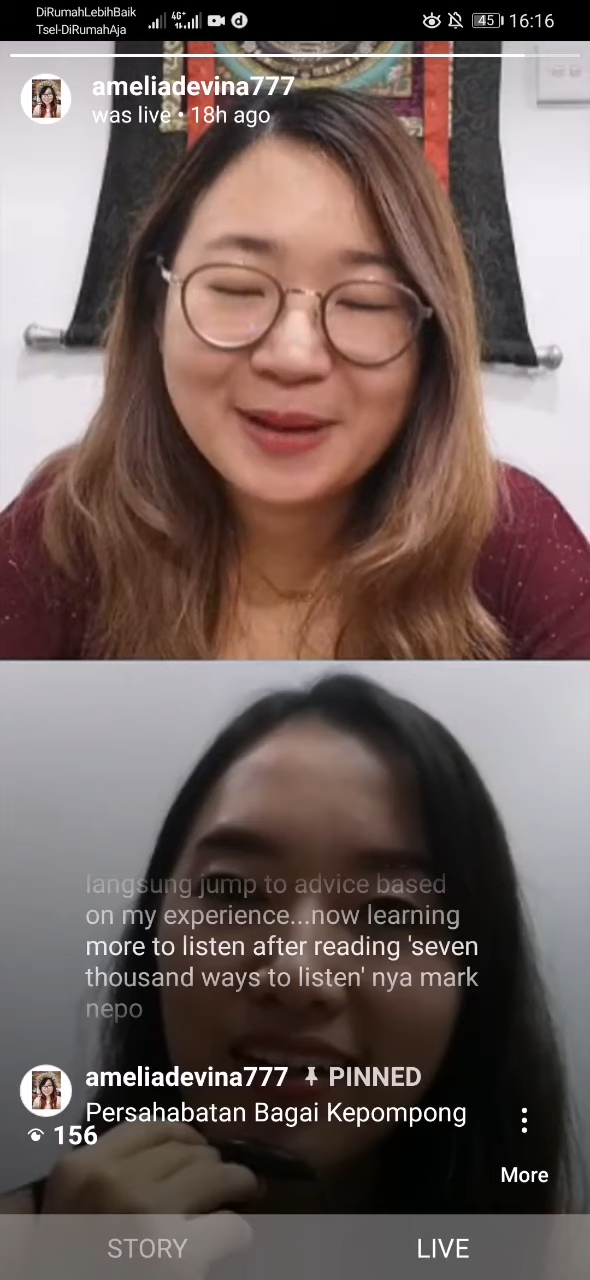 DiRumahLebihBaik
Tsel-DiRumahAja
4G+
45
16:16
ameliadevina777
was live • 18h ago
langsung jump to advice based
on my experience...now learning
more to listen after reading 'seven
thousand ways to listen' nya mark
nepo
ameliadevina777 PINNED
Persahabatan Bagai Kepompong
156
More
STORY LIVE